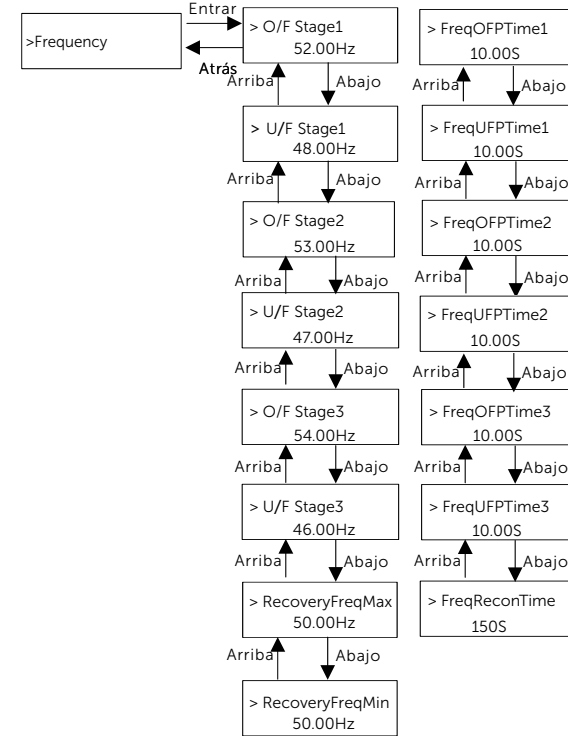 >Frequency
Entrar
Atrás
> O/F Stage1
52.00Hz
Arriba
Abajo
> U/F Stage1
48.00Hz
Arriba
Abajo
> O/F Stage2
53.00Hz
Arriba
Abajo
> U/F Stage2
47.00Hz
Arriba
Abajo
> O/F Stage3
54.00Hz
Arriba
Abajo
> U/F Stage3
46.00Hz
Arriba
Abajo
> RecoveryFreqMax
50.00Hz
Arriba
Abajo
> RecoveryFreqMin
50.00Hz
> FreqOFPTime1
10.00S
Arriba
Abajo
> FreqUFPTime1
10.00S
Arriba
Abajo
> FreqOFPTime2
10.00S
Arriba
Abajo
> FreqUFPTime2
10.00S
Arriba
Abajo
> FreqOFPTime3
10.00S
Arriba
Abajo
> FreqUFPTime3
10.00S
Arriba
Abajo
> FreqReconTime
150S